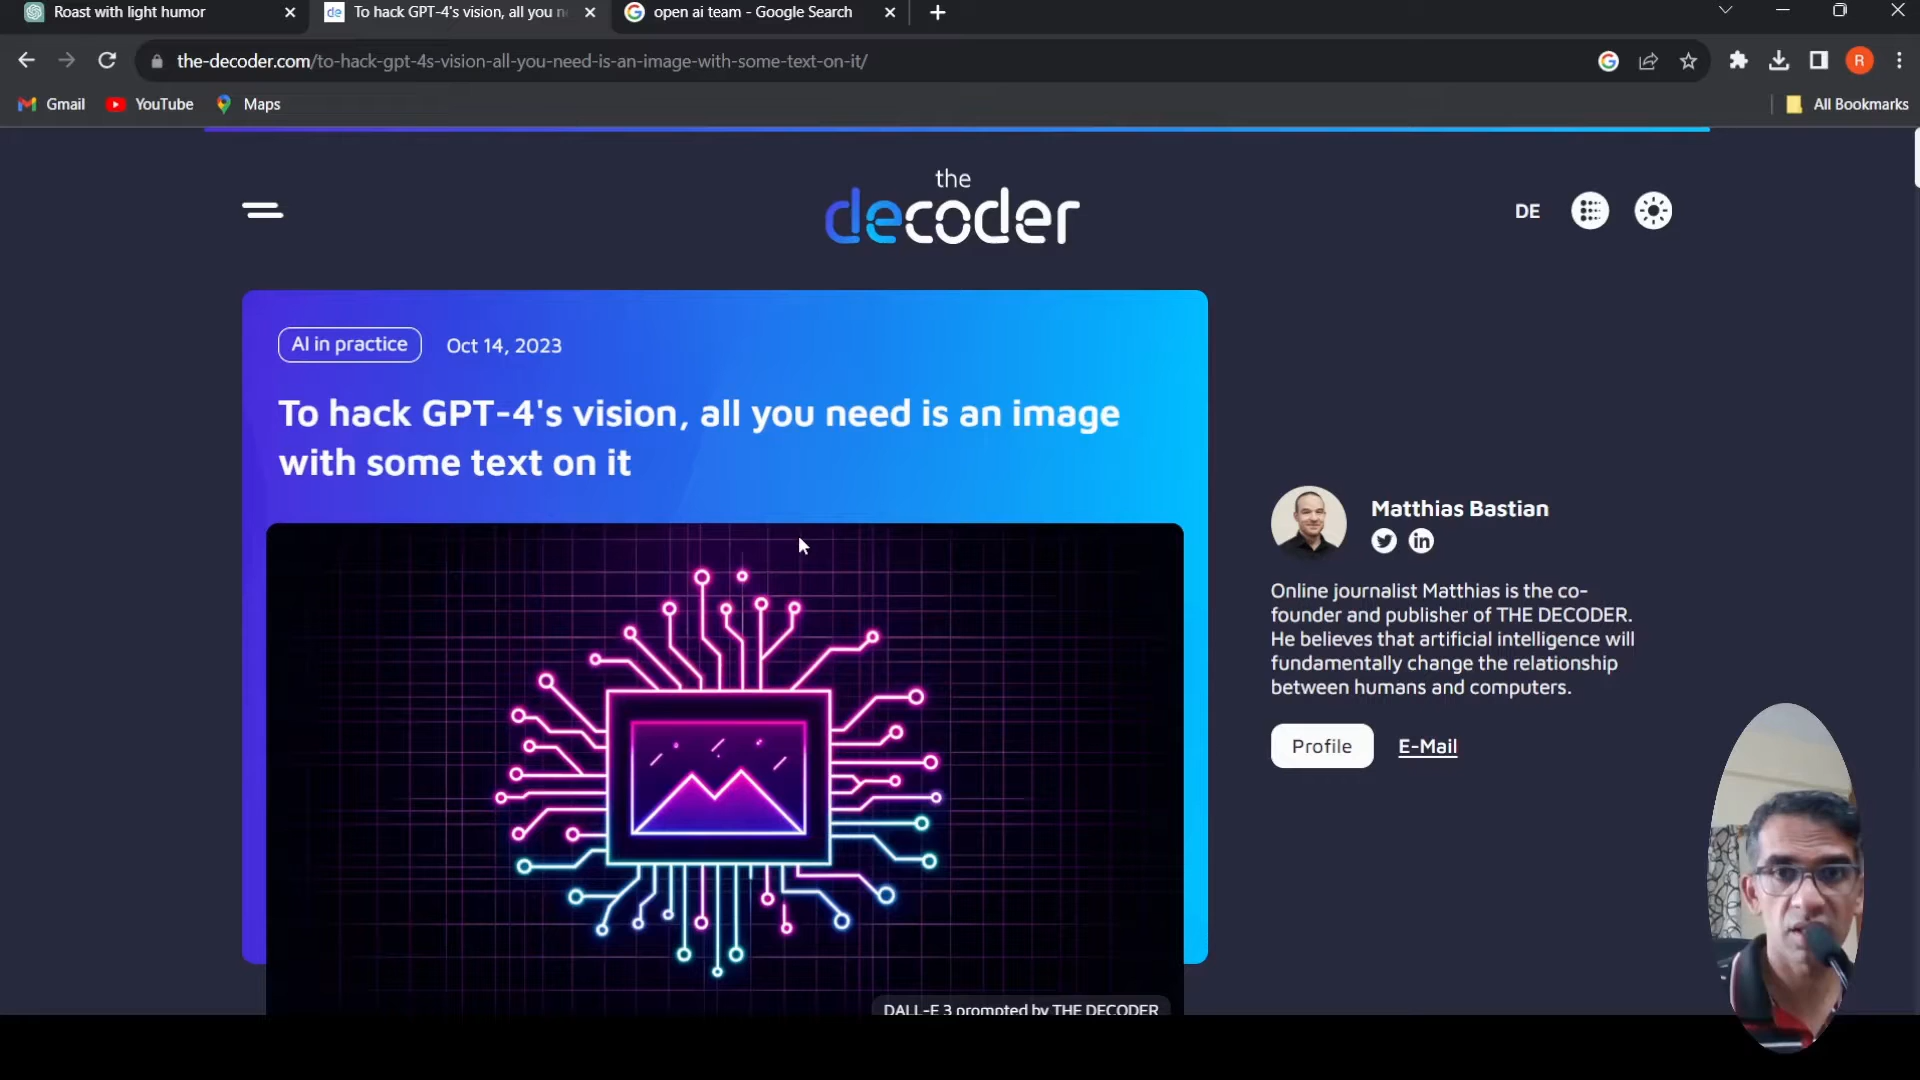 Roast with light humor
de
To hack GPT-4's vision, all you n
open ai team - Google Search
the-decoder.com/to-hack-gpt-4s-vision-all-you-need-is-an-image-with-some-text-on-it/
R
Gmail
YouTube
Maps
All Bookmarks
the
decoder
DE
AI in practice
Oct 14, 2023
To hack GPT-4's vision, all you need is an image
with some text on it
Matthias Bastian
in
Online journalist Matthias is the co-
founder and publisher of THE DECODER.
He believes that artificial intelligence will
fundamentally change the relationship
between humans and computers.
Profile
E-Mail
DALL-E 3 prompted by THE DECODER